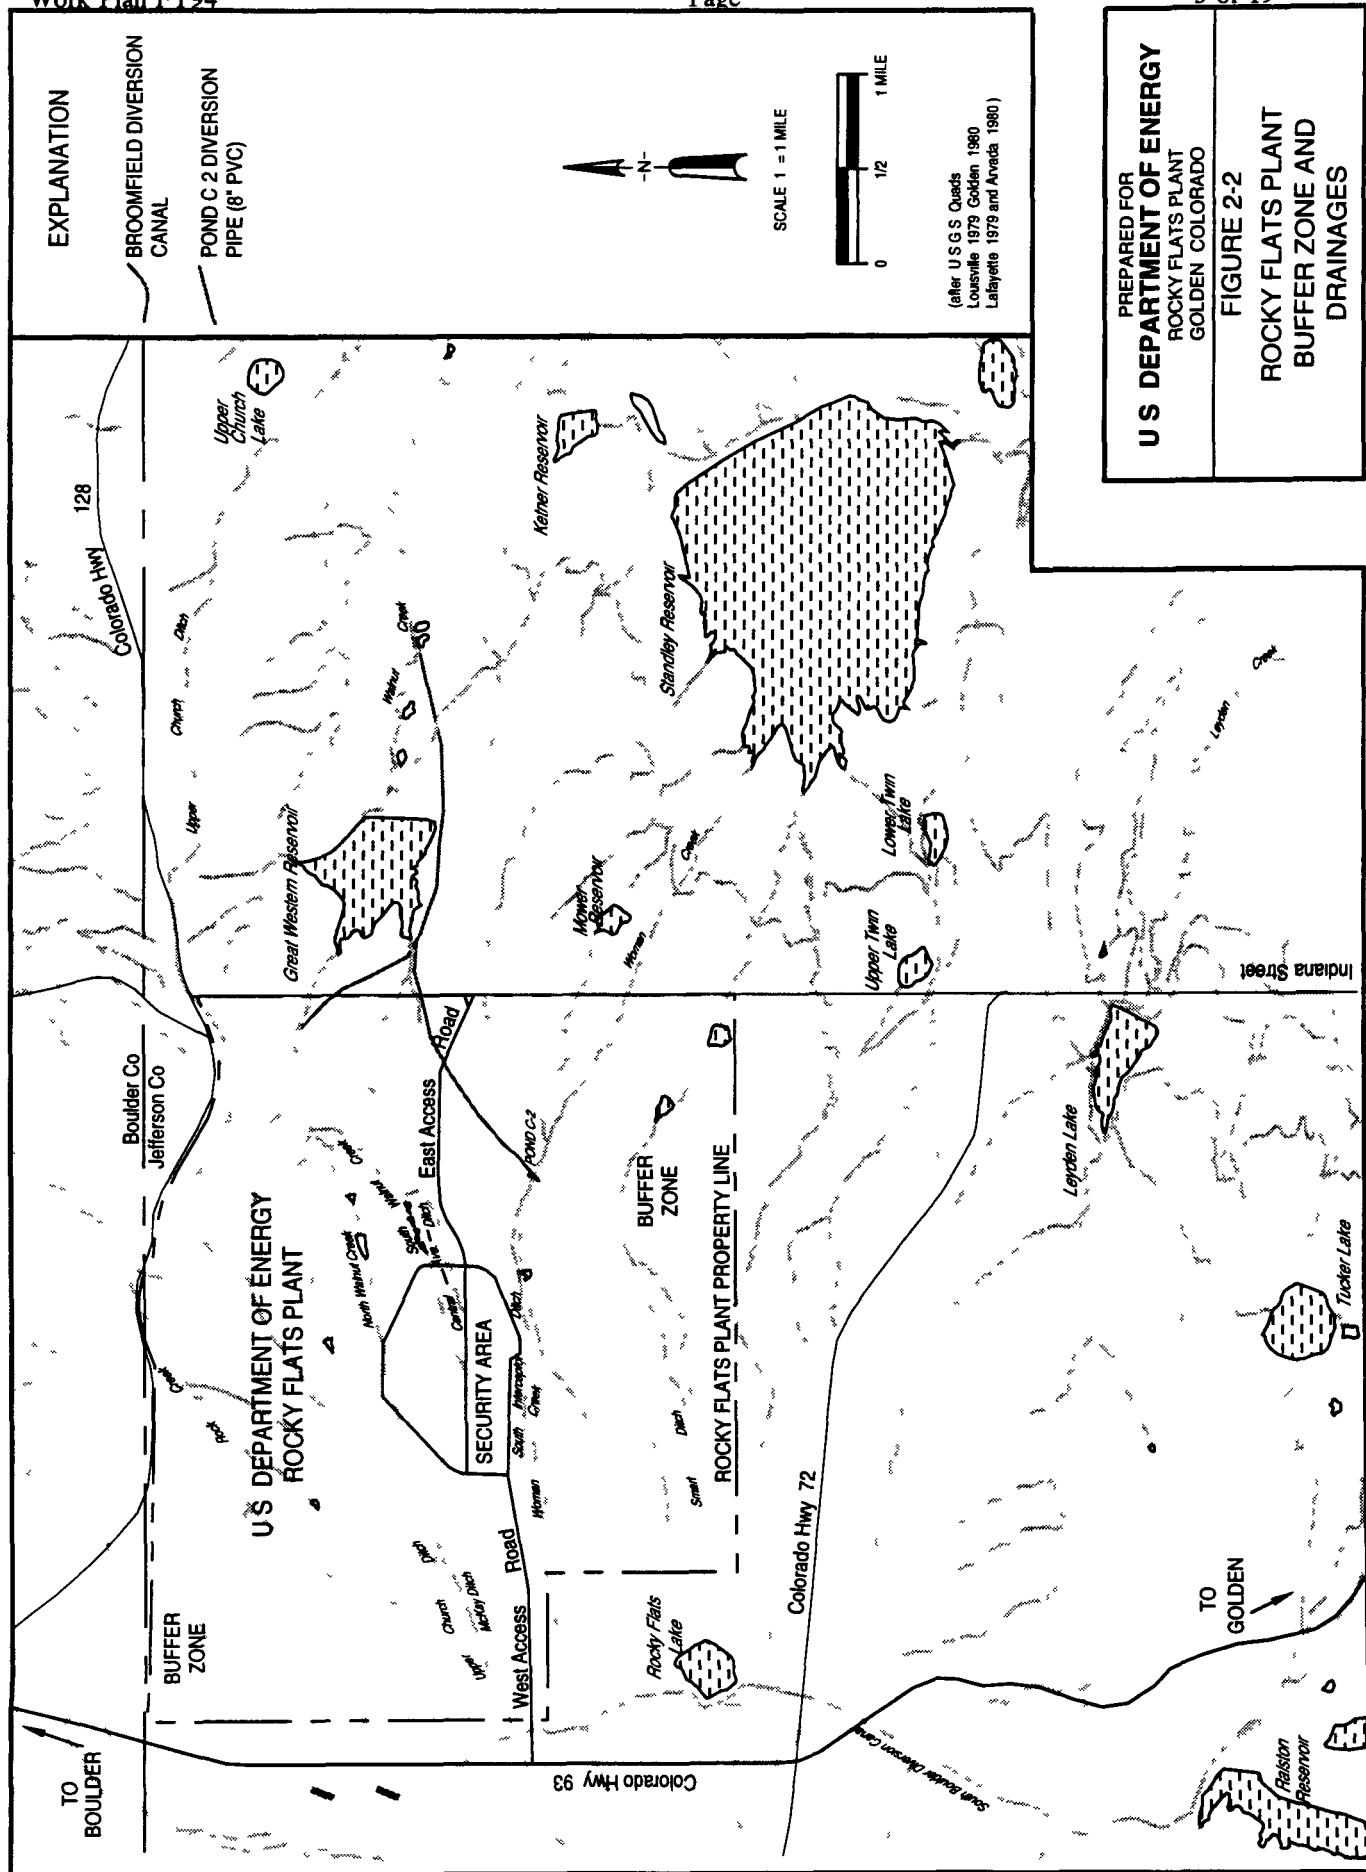 Work Plan
Page
EXPLANATION
BROOMFIELD DIVERSION
CANAL
POND C 2 DIVERSION
PIPE (8" PVC)
-N-
SCALE 1 = 1 MILE
0
1/2
1 MILE
(after U S G S Quads
Louisville 1979 Golden 1980
Lafayette 1979 and Arvada 1980)
PREPARED FOR
U S DEPARTMENT OF ENERGY
ROCKY FLATS PLANT
GOLDEN COLORADO
FIGURE 2-2
ROCKY FLATS PLANT
BUFFER ZONE AND
DRAINAGES
TO
BOULDER
Boulder Co
Jefferson Co
Colorado Hwy
128
BUFFER
ZONE
U S DEPARTMENT OF ENERGY
ROCKY FLATS PLANT
Rock
Creek
Upper
Church
Ditch
Upper
Church
Lake
Great Western Reservoir
Walnut
Creek
North Walnut Creek
South
Walnut
Creek
Central
Ave
Ditch
Upper
Church
Ditch
McKay Ditch
SECURITY AREA
West Access
Road
East Access
Road
South
Interceptor
Ditch
Woman
Creek
POND C-2
Ketner Reservoir
Mower
Reservoir
Woman
Creek
Standley Reservoir
Colorado Hwy 93
Rocky Flats
Lake
Smart
Ditch
BUFFER
ZONE
ROCKY FLATS PLANT PROPERTY LINE
Colorado Hwy 72
Upper Twin
Lake
Lower Twin
Lake
South Boulder Diversion Canal
Leyden Lake
Leyden
Creek
Indiana Street
TO
GOLDEN
Ralston
Reservoir
Tucker Lake